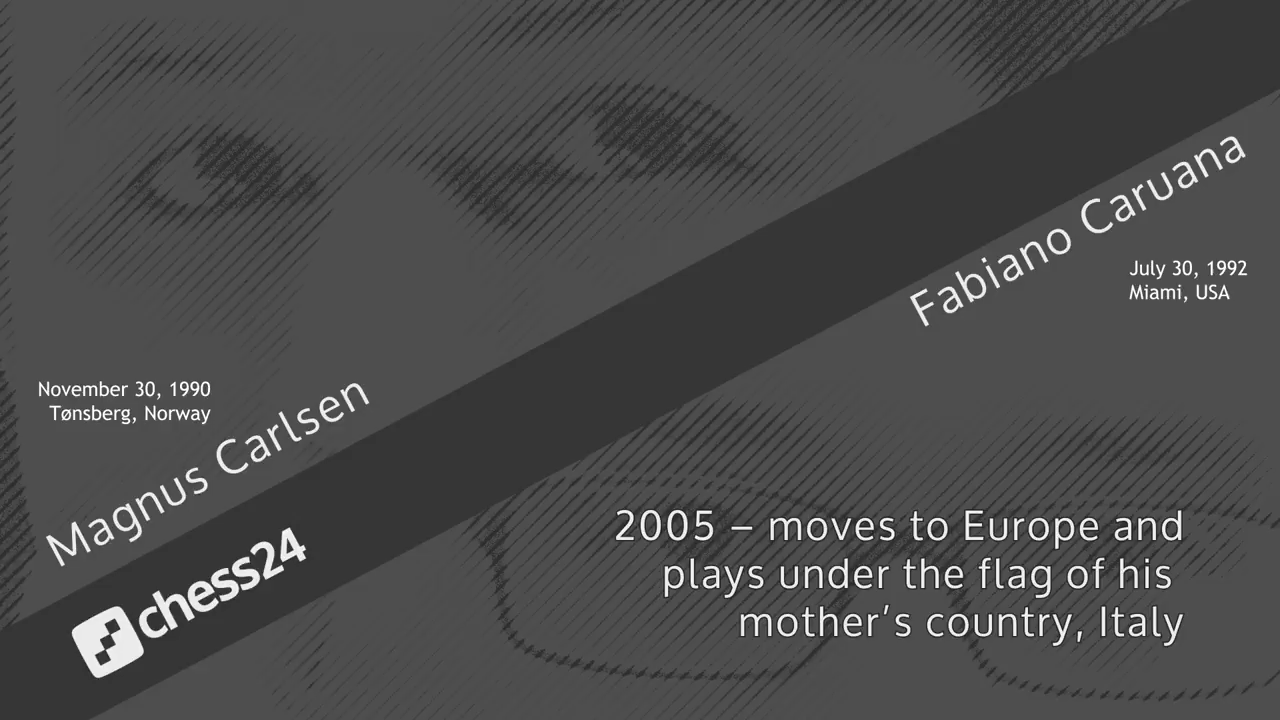 November 30, 1990
Tønsberg, Norway
Magnus Carlsen
chess24
Fabiano Caruana
July 30, 1992
Miami, USA
2005 – moves to Europe and
plays under the flag of his
mother’s country, Italy